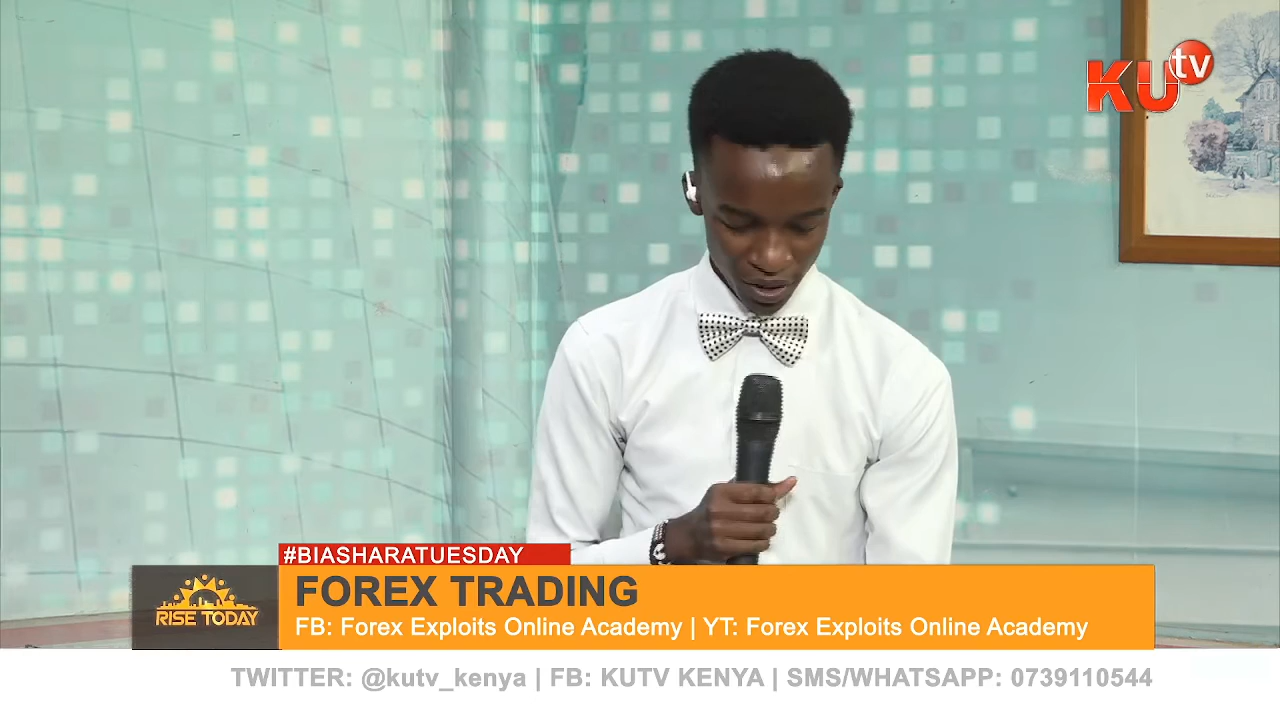 KU tv
#BIASHARATUESDAY
RISE TODAY
FOREX TRADING
FB: Forex Exploits Online Academy | YT: Forex Exploits Online Academy
TWITTER: @kutv_kenya | FB: KUTV KENYA | SMS/WHATSAPP: 0739110544